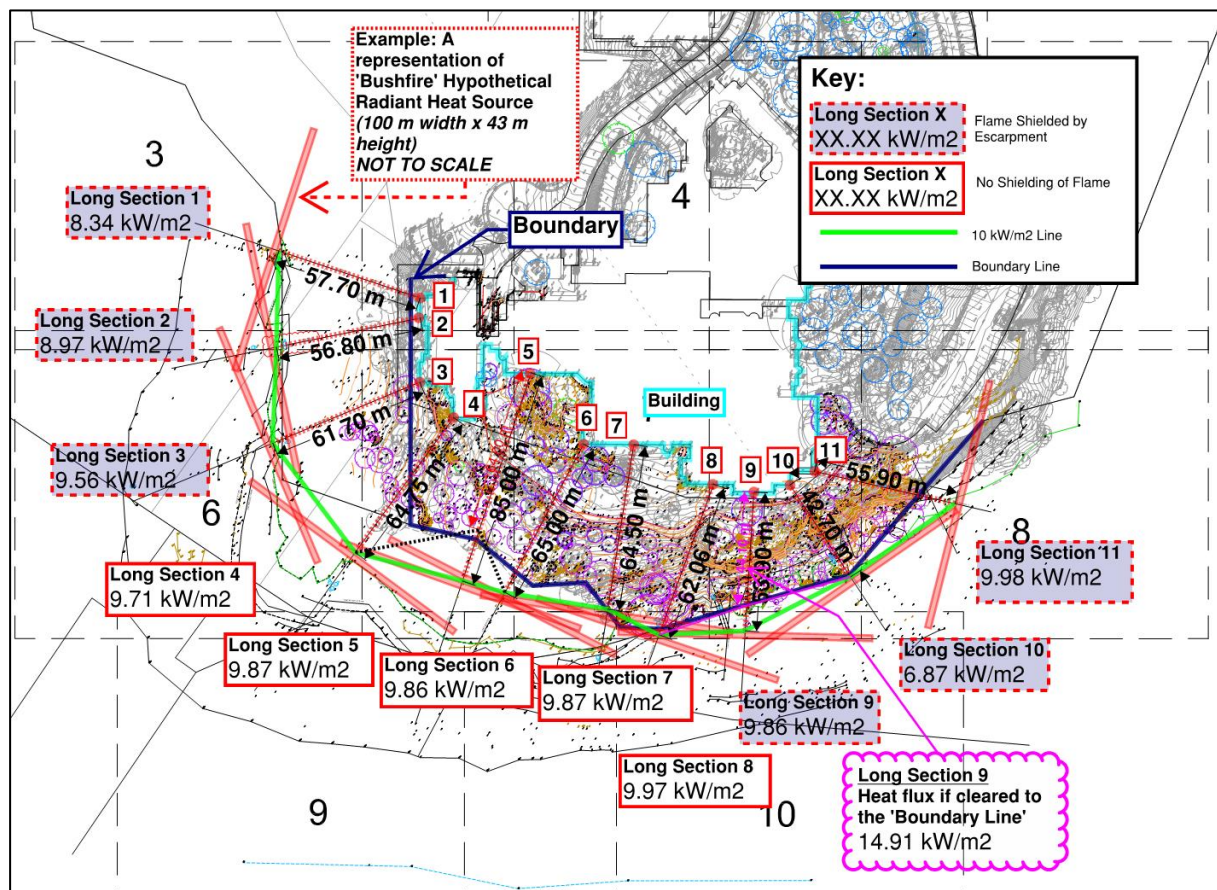 Example: A
representation of
'Bushfire' Hypothetical
Radiant Heat Source
(100 m width x 43 m
height)
NOT TO SCALE
Key:
Long Section X
XX.XX kW/m2
Flame Shielded by
Escarpment
Long Section X
XX.XX kW/m2
No Shielding of Flame
10 kW/m2 Line
Boundary Line
3
4
Long Section 1
8.34 kW/m2
Boundary
57.70 m
1
Long Section 2
8.97 kW/m2
56.80 m
2
3
61.70 m
4
5
6
7
Building
8
9
10
11
Long Section 3
9.56 kW/m2
6
64.75 m
85.00 m
65.00 m
64.50 m
62.06 m
42.70 m
55.90 m
8
Long Section 11
9.98 kW/m2
Long Section 4
9.71 kW/m2
Long Section 5
9.87 kW/m2
Long Section 6
9.86 kW/m2
Long Section 7
9.87 kW/m2
Long Section 10
6.87 kW/m2
Long Section 9
9.86 kW/m2
Long Section 8
9.97 kW/m2
Long Section 9
Heat flux if cleared to
the 'Boundary Line'
14.91 kW/m2
9
10